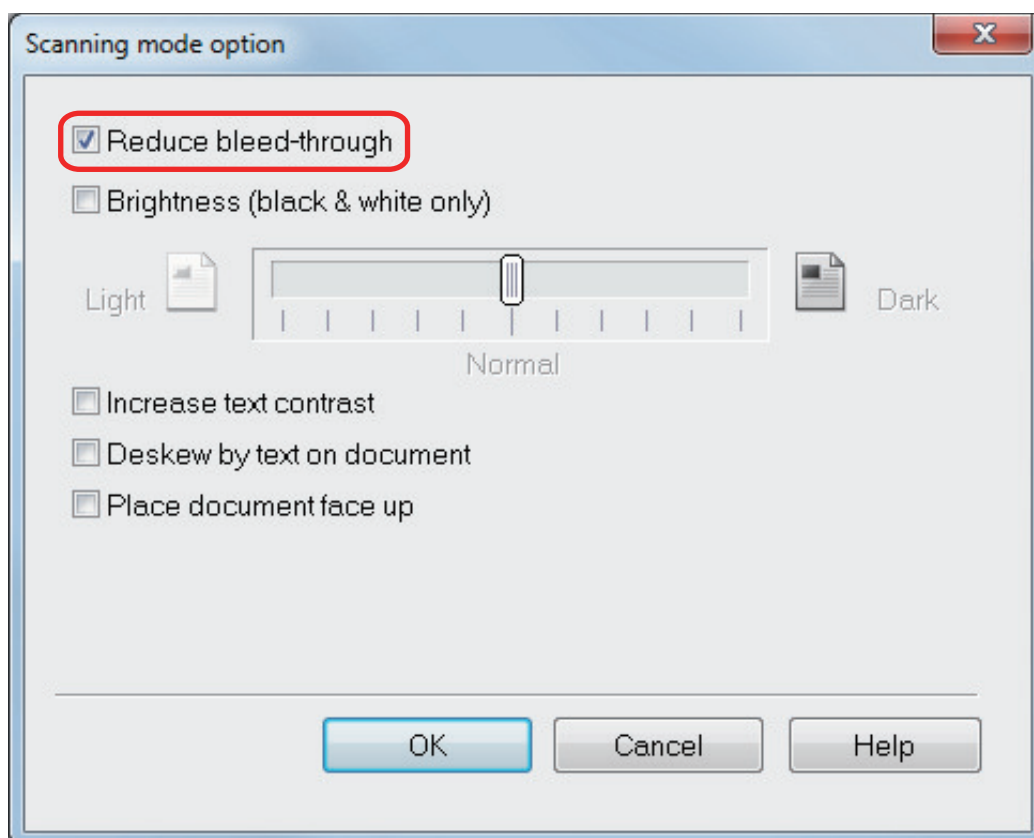 Scanning mode option
Reduce bleed-through
Brightness (black & white only)
Light Dark
Normal
Increase text contrast
Deskew by text on document
Place document face up
OK Cancel Help